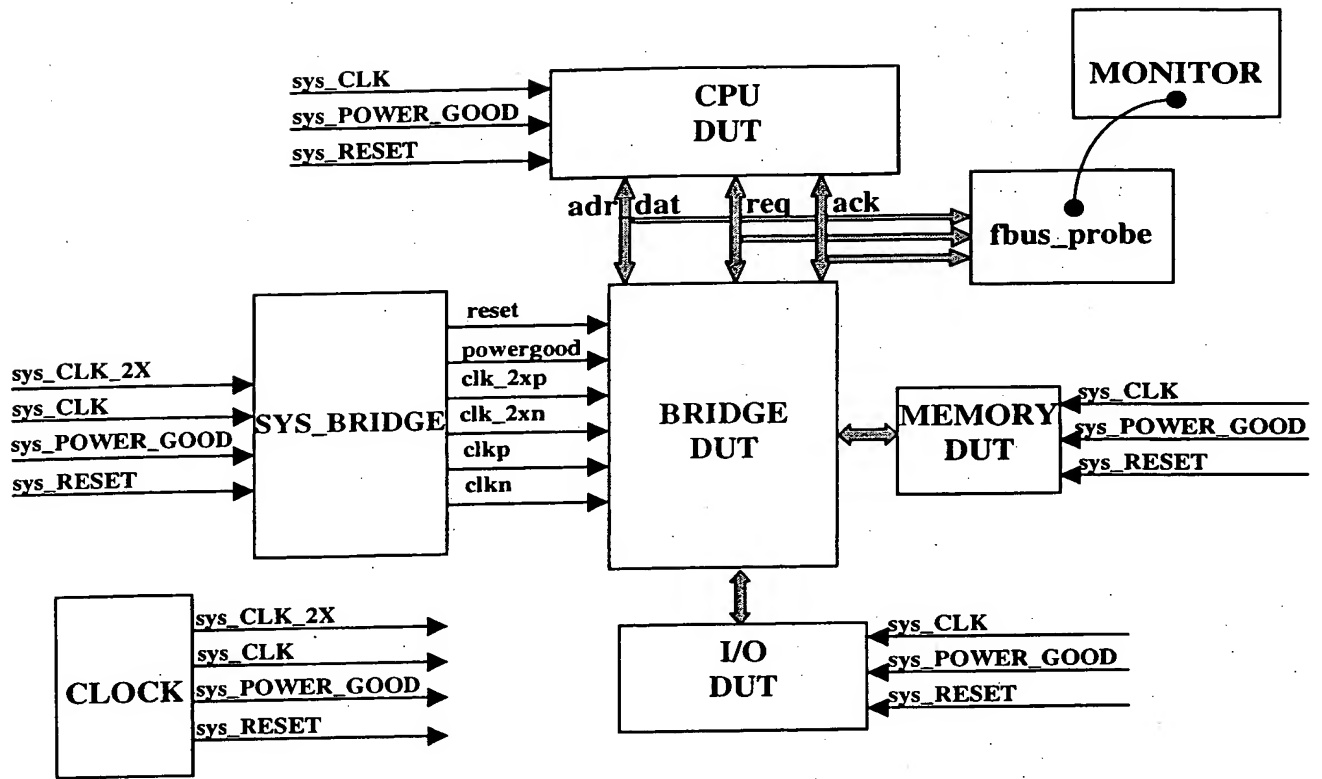 MONITOR
sys_CLK
sys_POWER_GOOD
sys_RESET
CPU
DUT
adr
dat
req
ack
fbus_probe
sys_CLK_2X
sys_CLK
sys_POWER_GOOD
sys_RESET
SYS_BRIDGE
reset
powergood
clk_2xp
clk_2xn
clkp
clkn
BRIDGE
DUT
MEMORY
DUT
sys_CLK
sys_POWER_GOOD
sys_RESET
CLOCK
sys_CLK_2X
sys_CLK
sys_POWER_GOOD
sys_RESET
I/O
DUT
sys_CLK
sys_POWER_GOOD
sys_RESET